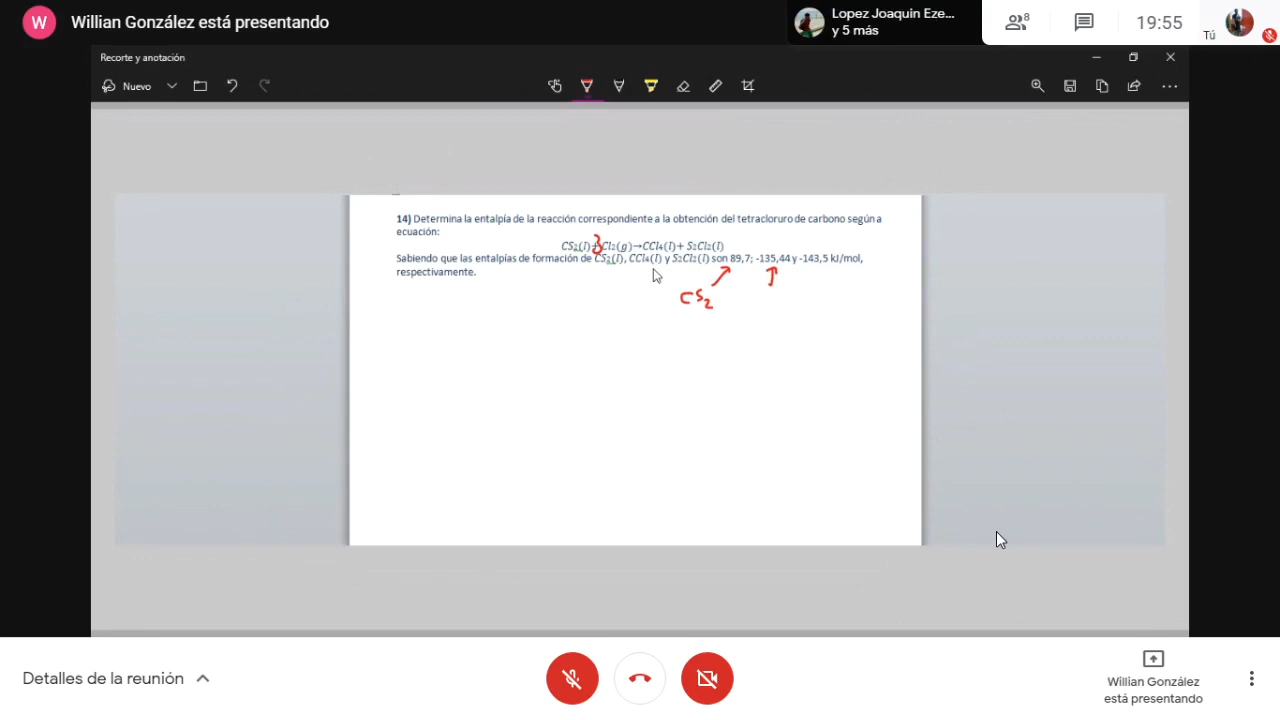 W Willian González está presentando
Lopez Joaquin Eze...
y 5 más
8
19:55
Tú
Recorte y anotación
Nuevo
14) Determina la entalpía de la reacción correspondiente a la obtención del tetracloruro de carbono según a
ecuación:
CS₂(l)+3Cl₂(g)→CCl₄(l)+ S₂Cl₂(l)
Sabiendo que las entalpías de formación de CS₂(l), CCl₄(l) y S₂Cl₂(l) son 89,7; -135,44 y -143,5 kJ/mol,
respectivamente.
CS₂
Detalles de la reunión
Willian González
está presentando